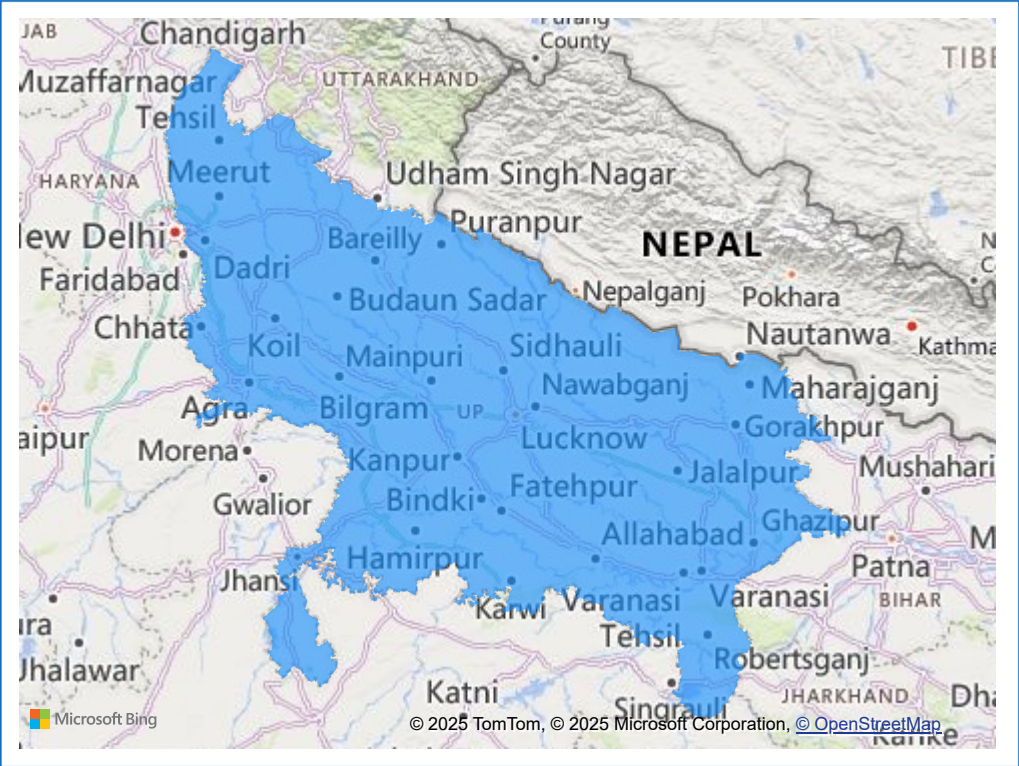 JAB
Chandigarh
Purang
County
TIBE
Muzaffarnagar
Tehsil
UTTARAKHAND
Meerut
HARYANA
Udham Singh Nagar
Puranpur
New Delhi
Bareilly
NEPAL
Faridabad
Dadri
Budaun Sadar
Nepalganj
Pokhara
Chhata
Koil
Mainpuri
Sidhauli
Nautanwa
Kathma
Nawabganj
Maharajganj
Agra
Bilgram
UP
Lucknow
Gorakhpur
aipur
Morena
Kanpur
Jalalpur
Mushahari
Gwalior
Bindki
Fatehpur
Allahabad
Ghazipur
Hamirpur
Patna
Jhansi
Karwi
Varanasi
Tehsil
Varanasi
BIHAR
ura
Jhalawar
Robertsganj
Katni
Singrauli
JHARKHAND
Dha
Ranke
Microsoft Bing
© 2025 TomTom, © 2025 Microsoft Corporation, © OpenStreetMap